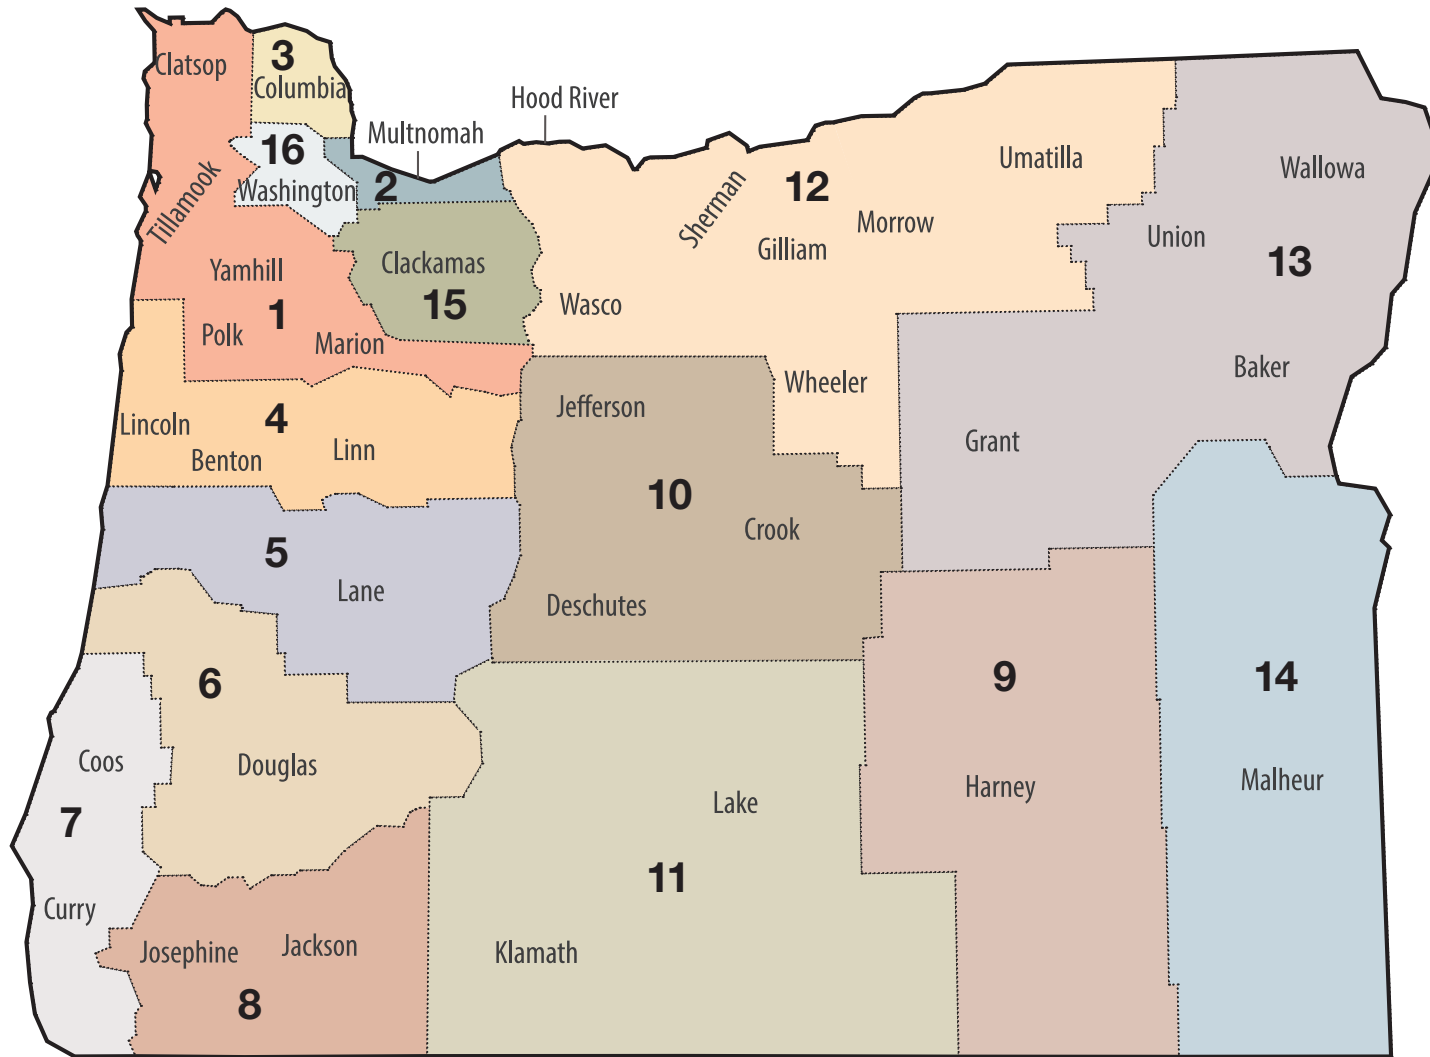 Clatsop
3
Columbia
Hood River
Multnomah
16
Washington
2
Tillamook
Sherman
12
Umatilla
Morrow
Gilliam
Wallowa
Union
13
Yamhill
Clackamas
15
1
Polk
Marion
Wasco
Wheeler
Baker
Jefferson
Lincoln
4
Benton
Linn
Grant
10
Crook
5
Lane
Deschutes
6
9
14
Coos
Douglas
Harney
Malheur
Lake
7
11
Curry
Josephine
Jackson
Klamath
8